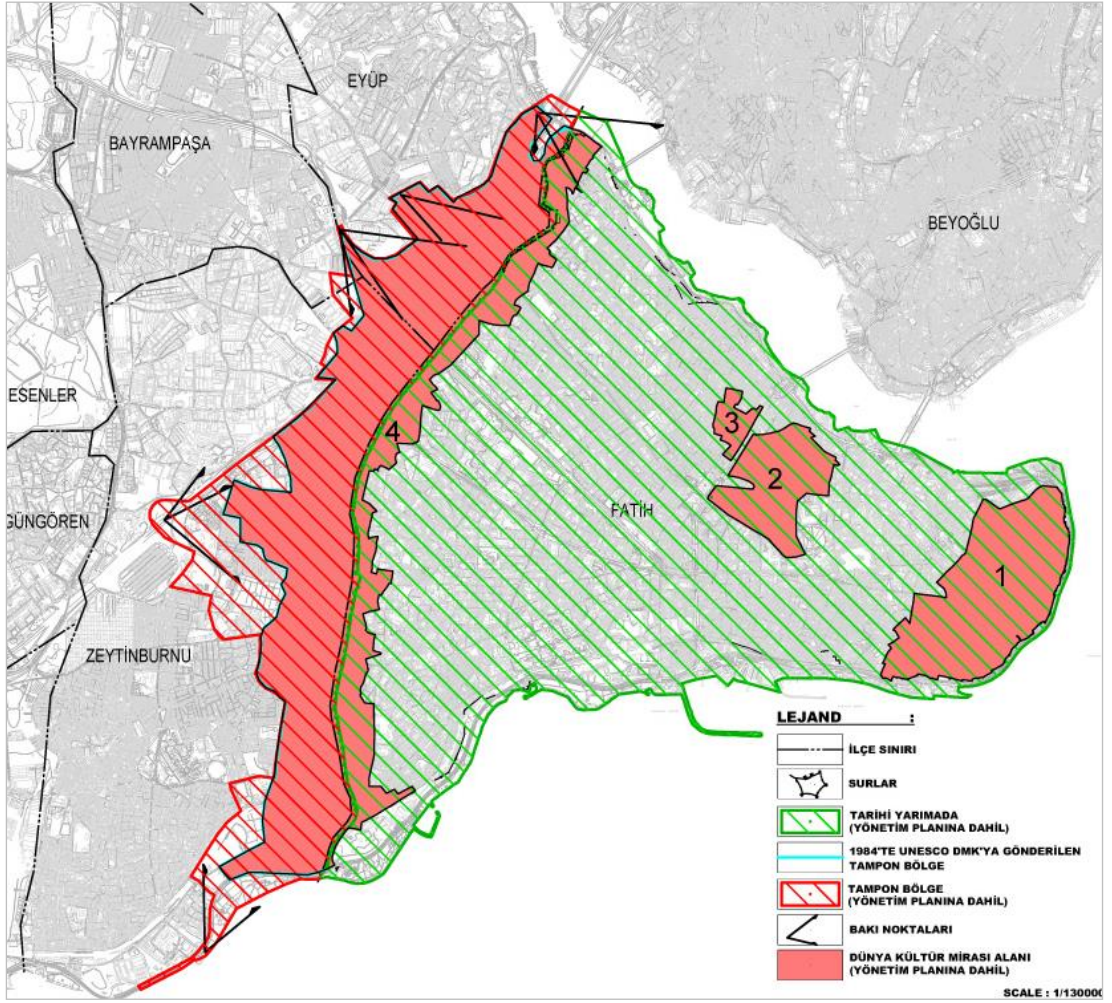 EYÜP
BAYRAMPAŞA
BEYOĞLU
ESENLER
3
4
2
FATİH
GÜNGÖREN
1
ZEYTİNBURNU
LEJAND :
İLÇE SINIRI
SURLAR
TARİHİ YARIMADA
(YÖNETİM PLANINA DAHİL)
1984'TE UNESCO DMK'YA GÖNDERİLEN
TAMPON BÖLGE
TAMPON BÖLGE
(YÖNETİM PLANINA DAHİL)
BAKI NOKTALARI
DÜNYA KÜLTÜR MİRASI ALANI
(YÖNETİM PLANINA DAHİL)
SCALE : 1/13000